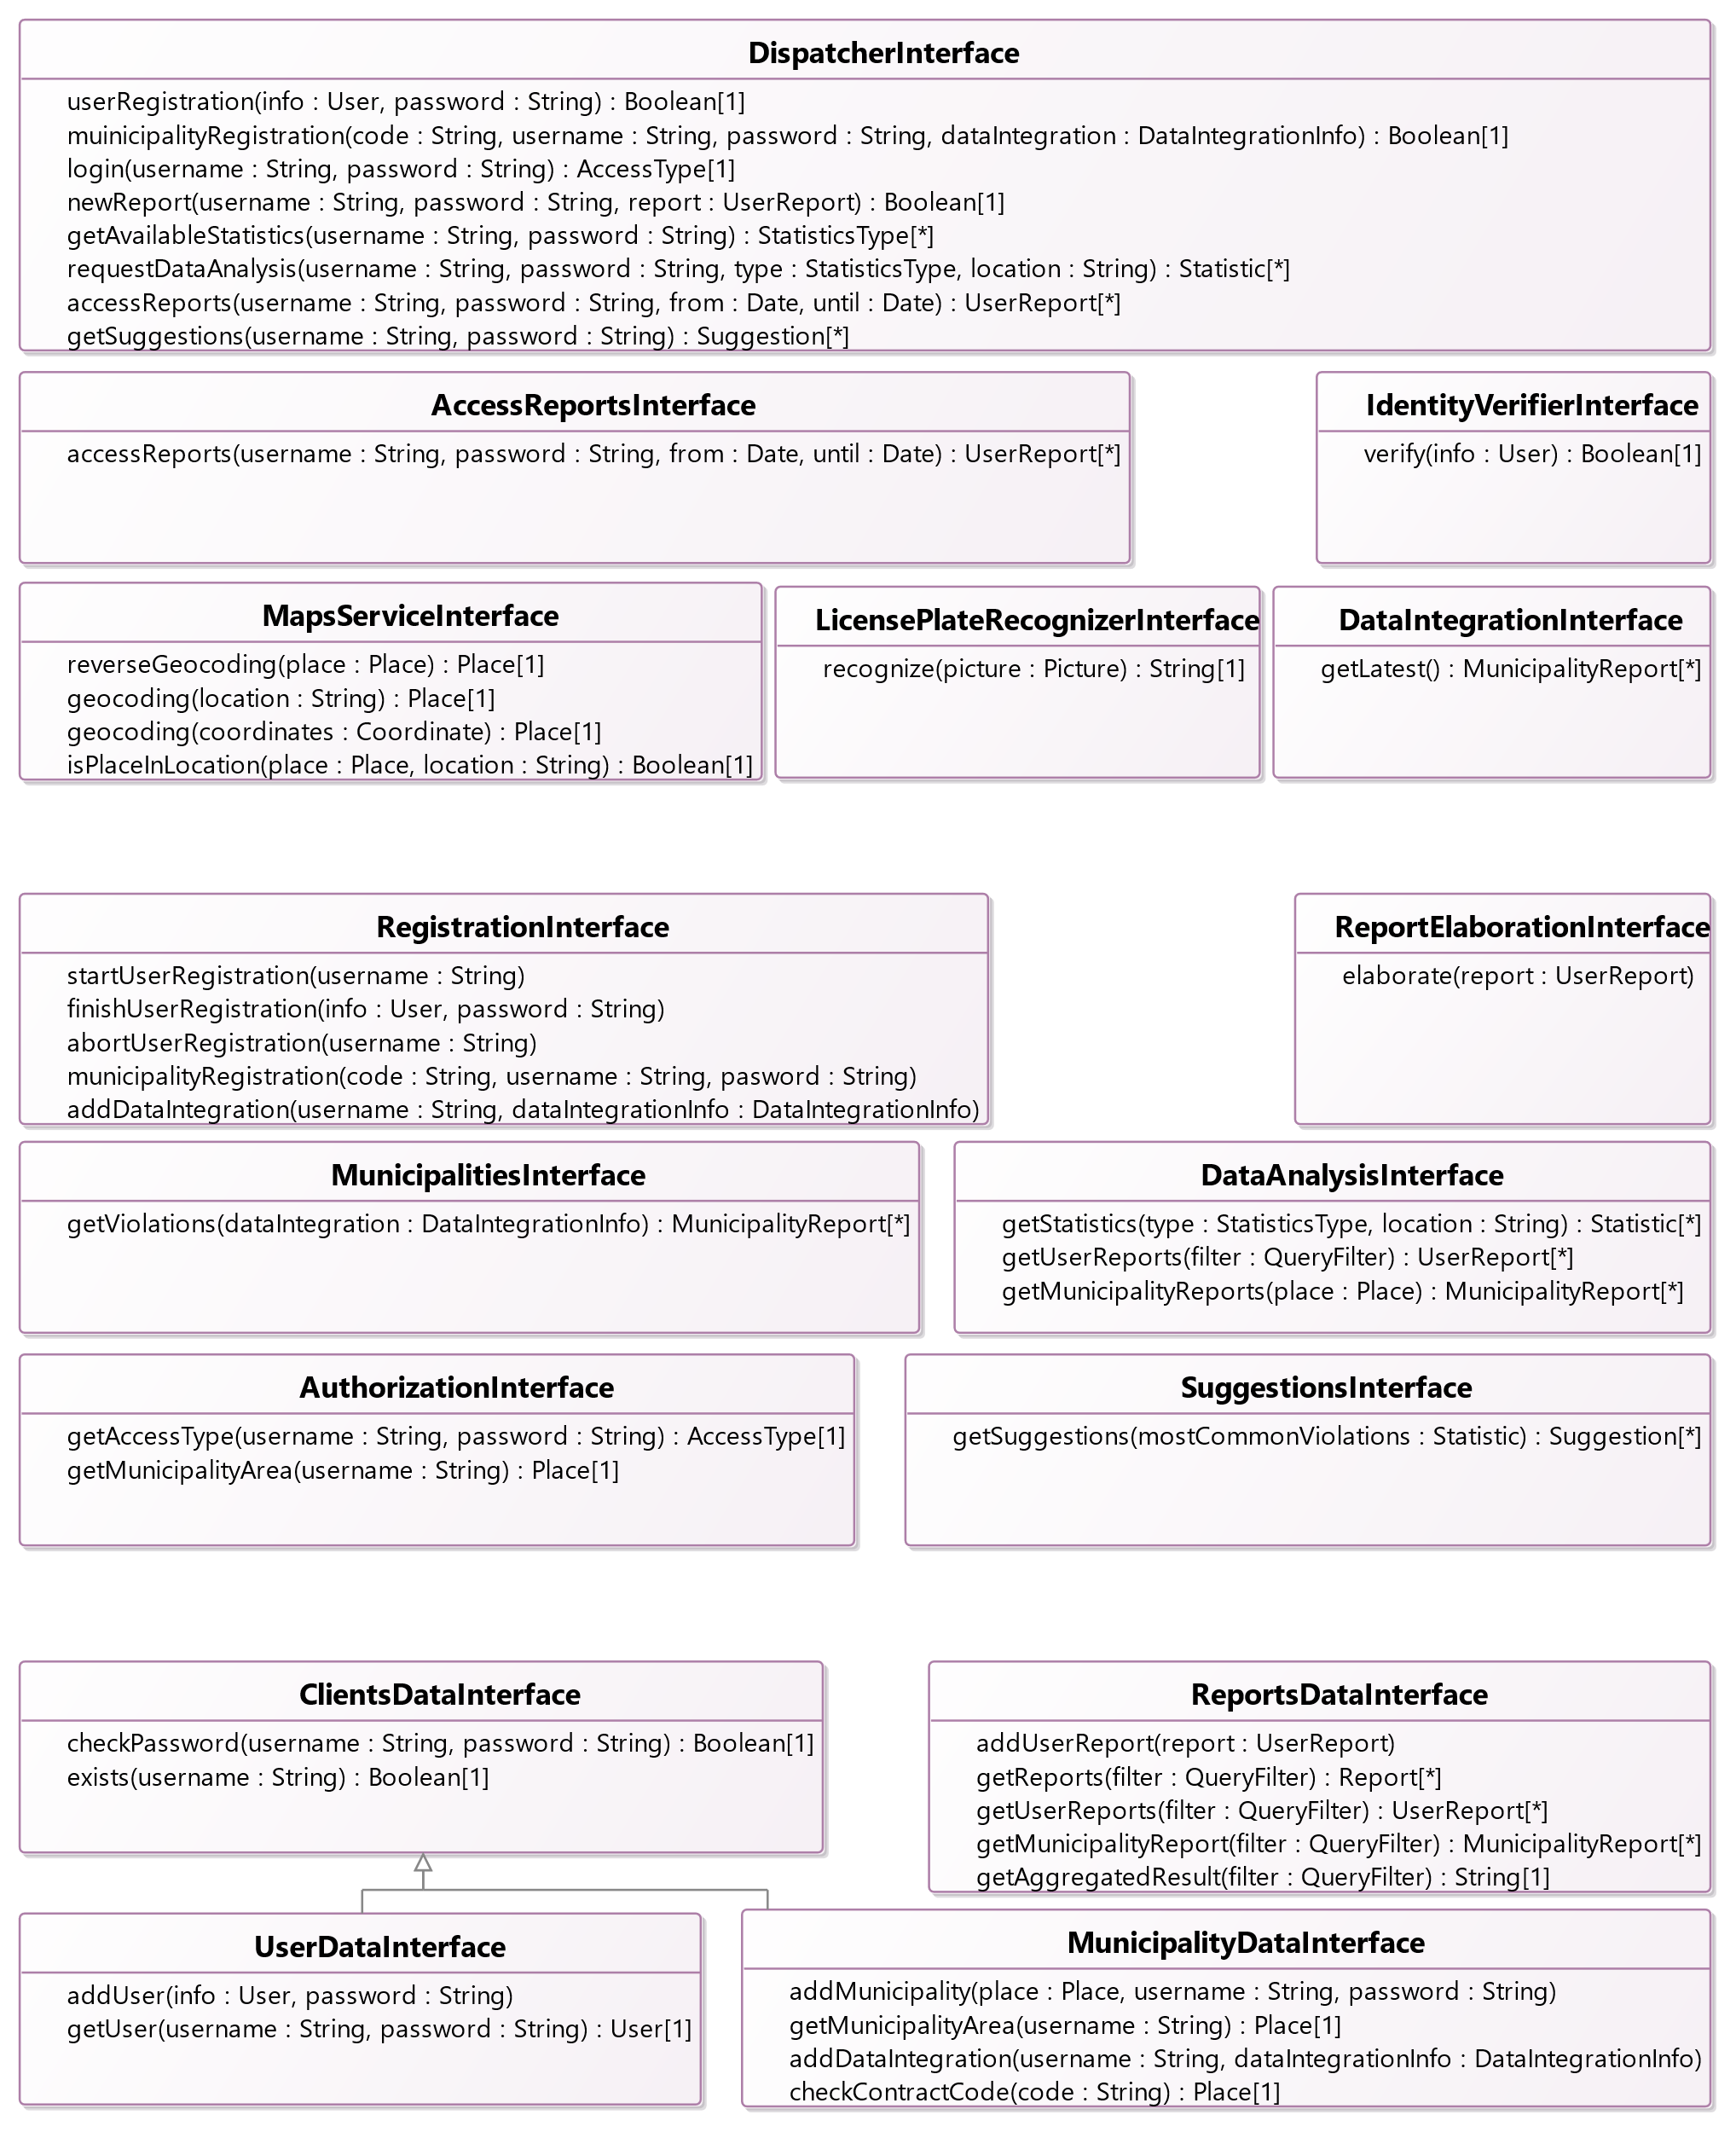 DispatcherInterface
userRegistration(info : User, password : String) : Boolean[1]
muinicipalityRegistration(code : String, username : String, password : String, dataIntegration : DataIntegrationInfo) : Boolean[1]
login(username : String, password : String) : AccessType[1]
newReport(username : String, password : String, report : UserReport) : Boolean[1]
getAvailableStatistics(username : String, password : String) : StatisticsType[*]
requestDataAnalysis(username : String, password : String, type : StatisticsType, location : String) : Statistic[*]
accessReports(username : String, password : String, from : Date, until : Date) : UserReport[*]
getSuggestions(username : String, password : String) : Suggestion[*]
AccessReportsInterface
accessReports(username : String, password : String, from : Date, until : Date) : UserReport[*]
IdentityVerifierInterface
verify(info : User) : Boolean[1]
MapsServiceInterface
reverseGeocoding(place : Place) : Place[1]
geocoding(location : String) : Place[1]
geocoding(coordinates : Coordinate) : Place[1]
isPlaceInLocation(place : Place, location : String) : Boolean[1]
LicensePlateRecognizerInterface
recognize(picture : Picture) : String[1]
DataIntegrationInterface
getLatest() : MunicipalityReport[*]
RegistrationInterface
startUserRegistration(username : String)
finishUserRegistration(info : User, password : String)
abortUserRegistration(username : String)
municipalityRegistration(code : String, username : String, pasword : String)
addDataIntegration(username : String, dataIntegrationInfo : DataIntegrationInfo)
ReportElaborationInterface
elaborate(report : UserReport)
MunicipalitiesInterface
getViolations(dataIntegration : DataIntegrationInfo) : MunicipalityReport[*]
DataAnalysisInterface
getStatistics(type : StatisticsType, location : String) : Statistic[*]
getUserReports(filter : QueryFilter) : UserReport[*]
getMunicipalityReports(place : Place) : MunicipalityReport[*]
AuthorizationInterface
getAccessType(username : String, password : String) : AccessType[1]
getMunicipalityArea(username : String) : Place[1]
SuggestionsInterface
getSuggestions(mostCommonViolations : Statistic) : Suggestion[*]
ClientsDataInterface
checkPassword(username : String, password : String) : Boolean[1]
exists(username : String) : Boolean[1]
ReportsDataInterface
addUserReport(report : UserReport)
getReports(filter : QueryFilter) : Report[*]
getUserReports(filter : QueryFilter) : UserReport[*]
getMunicipalityReport(filter : QueryFilter) : MunicipalityReport[*]
getAggregatedResult(filter : QueryFilter) : String[1]
UserDataInterface
addUser(info : User, password : String)
getUser(username : String, password : String) : User[1]
MunicipalityDataInterface
addMunicipality(place : Place, username : String, password : String)
getMunicipalityArea(username : String) : Place[1]
addDataIntegration(username : String, dataIntegrationInfo : DataIntegrationInfo)
checkContractCode(code : String) : Place[1]